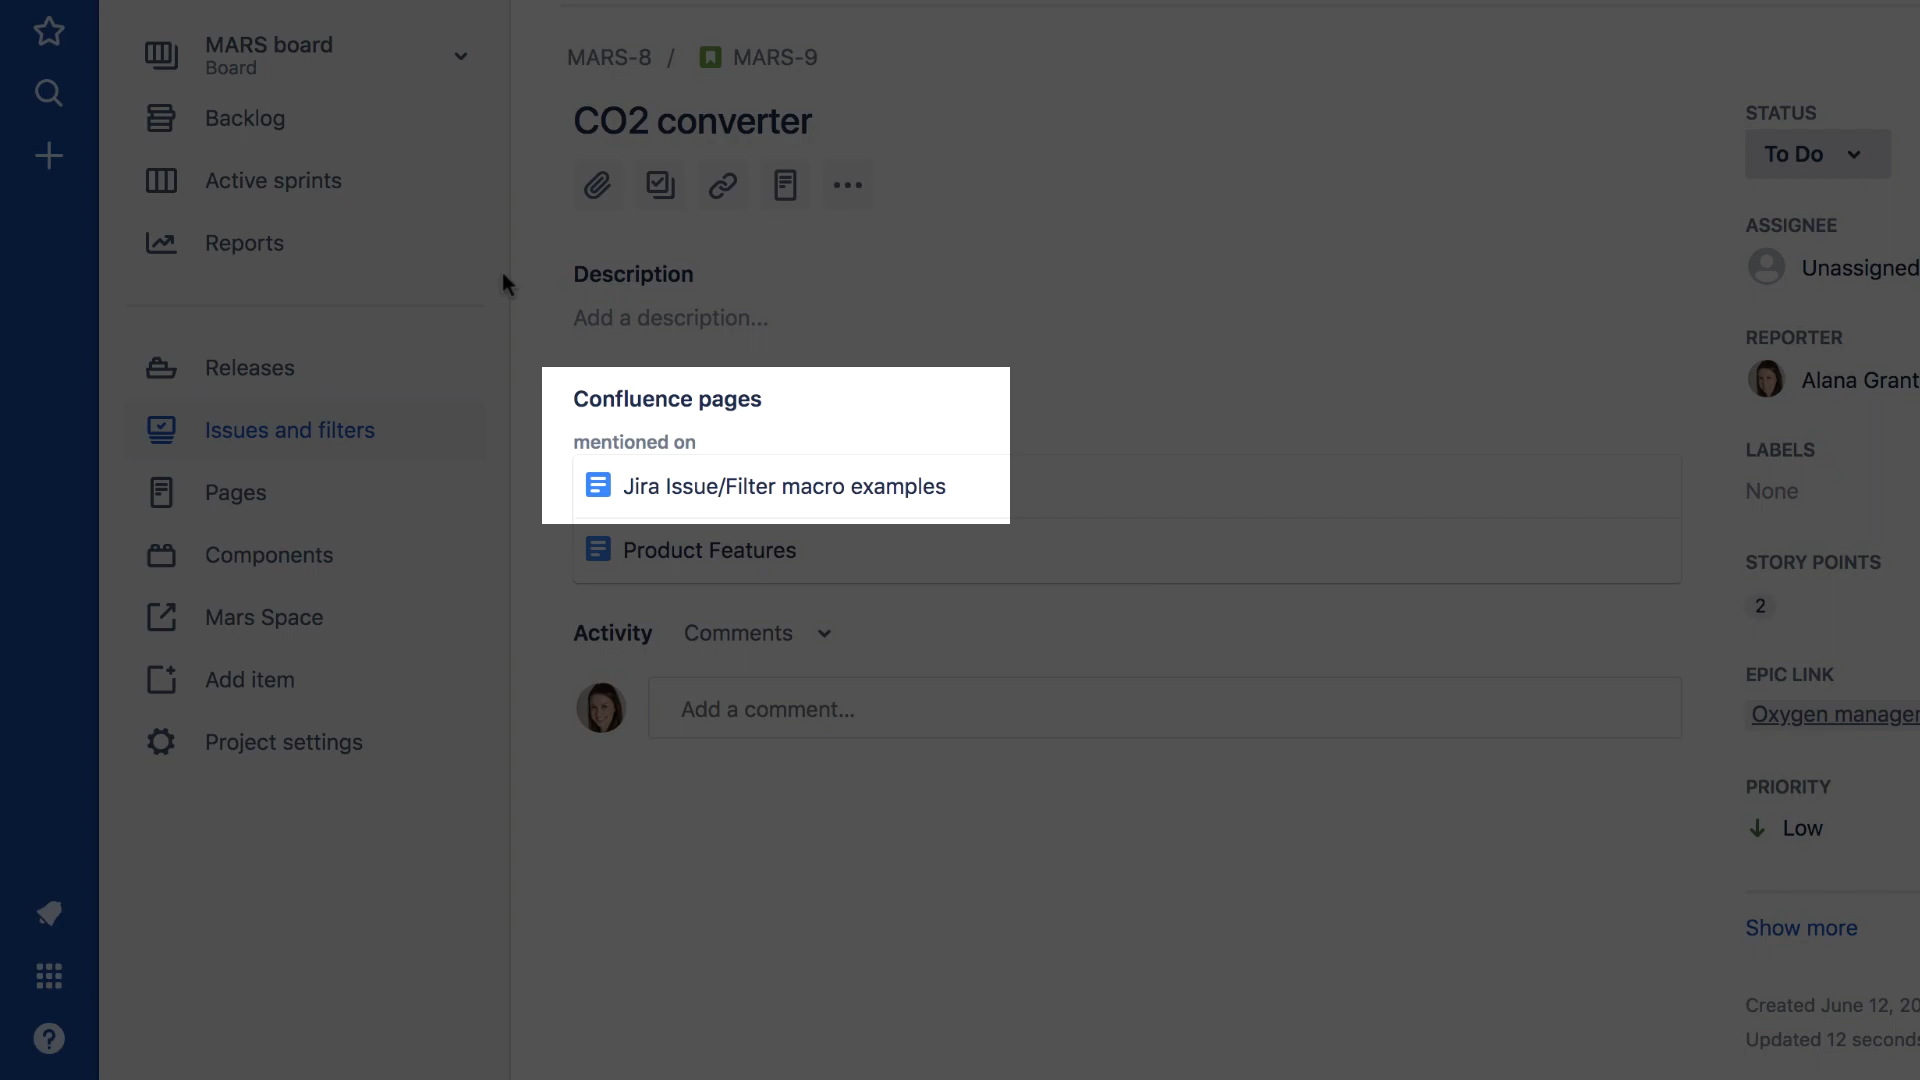 MARS board
Board
Backlog
Active sprints
Reports
Releases
Issues and filters
Pages
Components
Mars Space
Add item
Project settings
?
MARS-8 / MARS-9
CO2 converter
Description
Add a description...
Confluence pages
mentioned on
Jira Issue/Filter macro examples
Product Features
Activity Comments
Add a comment...
STATUS
To Do
ASSIGNEE
Unassigned
REPORTER
Alana Grant
LABELS
None
STORY POINTS
2
EPIC LINK
Oxygen manager
PRIORITY
Low
Show more
Created June 12, 20
Updated 12 seconds